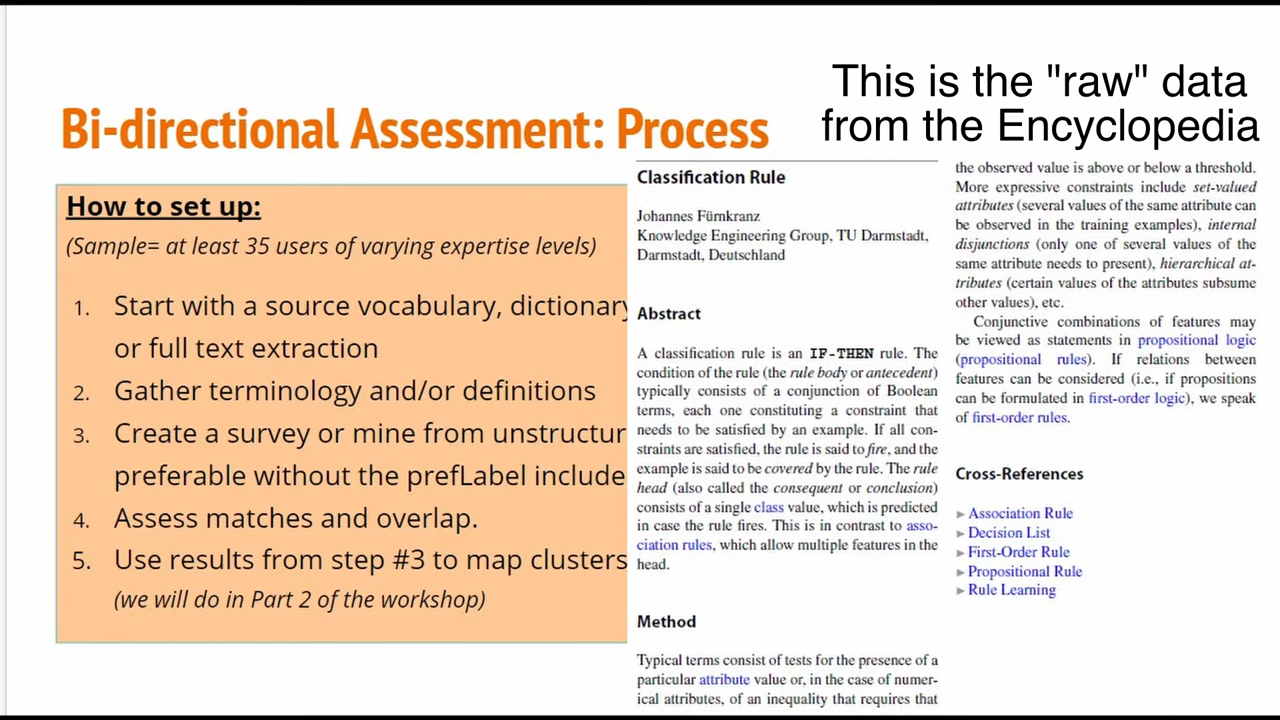 This is the "raw" data
from the Encyclopedia
Bi-directional Assessment: Process
How to set up:
(Sample= at least 35 users of varying expertise levels)
1. Start with a source vocabulary, dictionary
or full text extraction
2. Gather terminology and/or definitions
3. Create a survey or mine from unstructur
preferable without the prefLabel include
4. Assess matches and overlap.
5. Use results from step #3 to map clusters
(we will do in Part 2 of the workshop)
Classification Rule
Johannes Fürnkranz
Knowledge Engineering Group, TU Darmstadt,
Darmstadt, Deutschland
Abstract
A classification rule is an IF-THEN rule. The
condition of the rule (the rule body or antecedent)
typically consists of a conjunction of Boolean
terms, each one constituting a constraint that
needs to be satisfied by an example. If all con-
straints are satisfied, the rule is said to fire, and the
example is said to be covered by the rule. The rule
head (also called the consequent or conclusion)
consists of a single class value, which is predicted
in case the rule fires. This is in contrast to asso-
ciation rules, which allow multiple features in the
head.
Method
Typical terms consist of tests for the presence of a
particular attribute value or, in the case of numer-
ical attributes, of an inequality that requires that
the observed value is above or below a threshold.
More expressive constraints include set-valued
attributes (several values of the same attribute can
be observed in the training examples), internal
disjunctions (only one of several values of the
same attribute needs to present), hierarchical at-
tributes (certain values of the attributes subsume
other values), etc.
Conjunctive combinations of features may
be viewed as statements in propositional logic
(propositional rules). If relations between
features can be considered (i.e., if propositions
can be formulated in first-order logic), we speak
of first-order rules.
Cross-References
▶ Association Rule
▶ Decision List
▶ First-Order Rule
▶ Propositional Rule
▶ Rule Learning